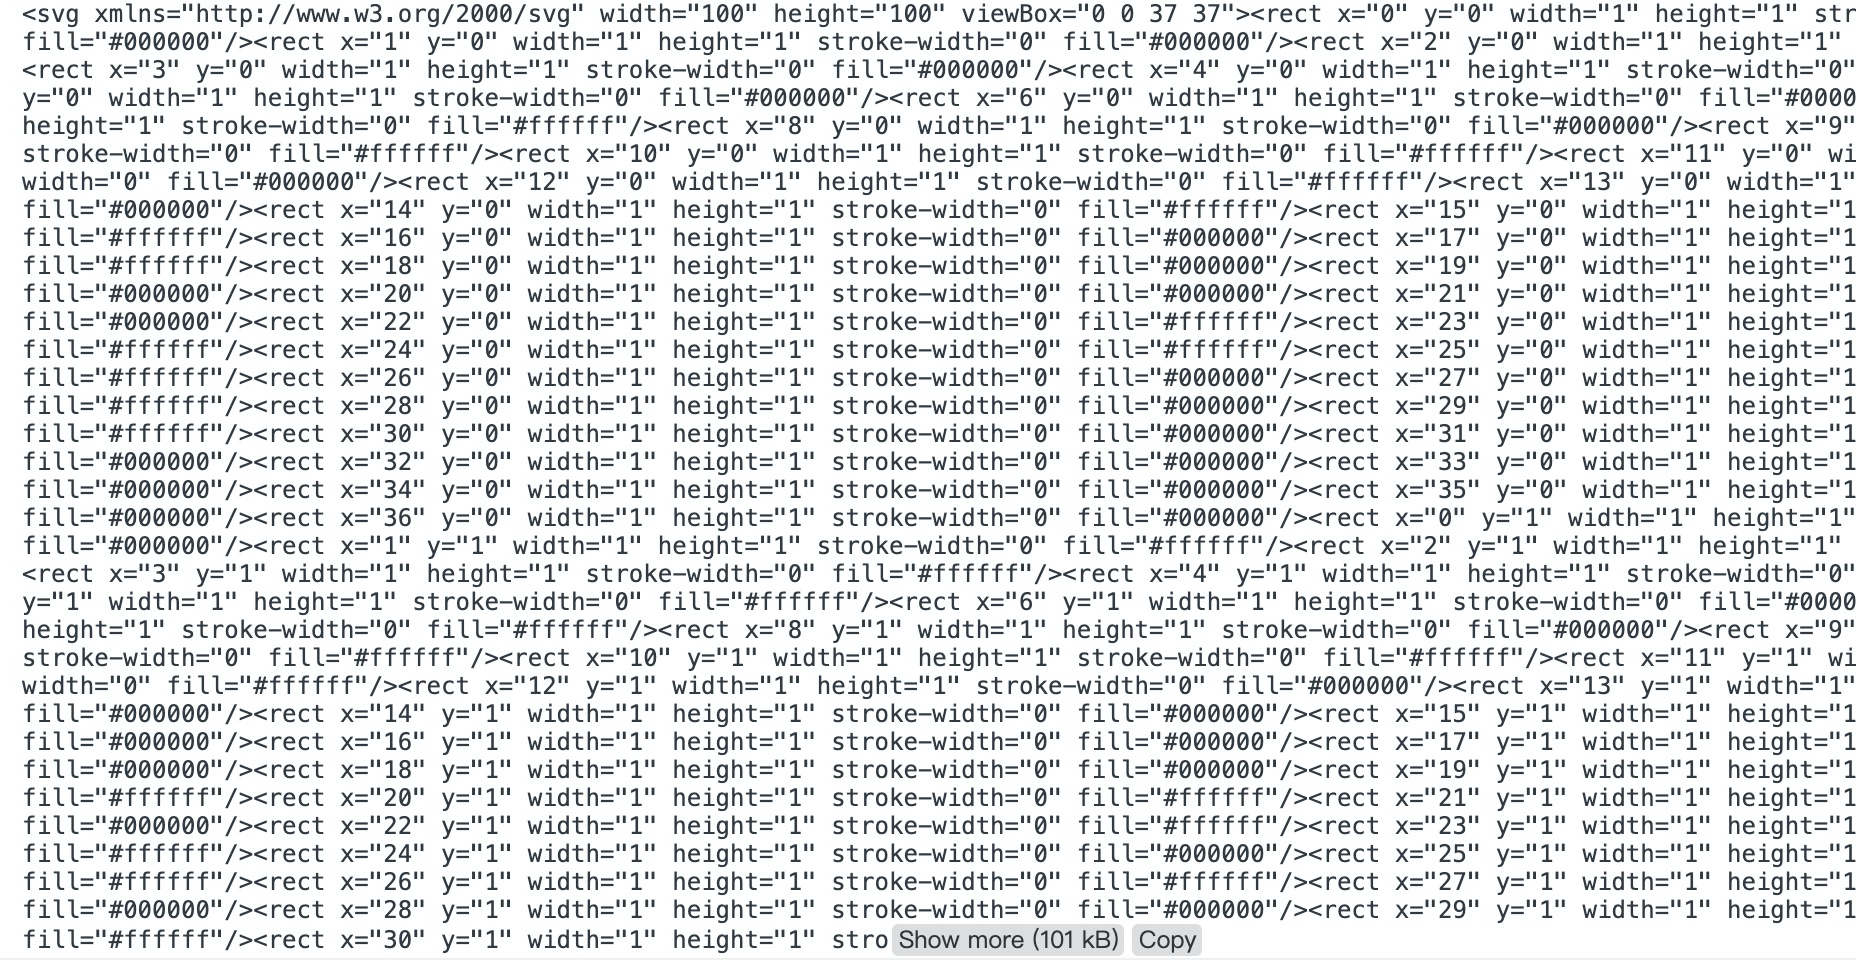 <svg xmlns="http://www.w3.org/2000/svg" width="100" height="100" viewBox="0 0 37 37"><rect x="0" y="0" width="1" height="1" str
fill="#000000"/><rect x="1" y="0" width="1" height="1" stroke-width="0" fill="#000000"/><rect x="2" y="0" width="1" height="1"
<rect x="3" y="0" width="1" height="1" stroke-width="0" fill="#000000"/><rect x="4" y="0" width="1" height="1" stroke-width="0"
y="0" width="1" height="1" stroke-width="0" fill="#000000"/><rect x="6" y="0" width="1" height="1" stroke-width="0" fill="#0000
height="1" stroke-width="0" fill="#ffffff"/><rect x="8" y="0" width="1" height="1" stroke-width="0" fill="#000000"/><rect x="9"
stroke-width="0" fill="#ffffff"/><rect x="10" y="0" width="1" height="1" stroke-width="0" fill="#ffffff"/><rect x="11" y="0" wi
width="0" fill="#000000"/><rect x="12" y="0" width="1" height="1" stroke-width="0" fill="#ffffff"/><rect x="13" y="0" width="1"
fill="#000000"/><rect x="14" y="0" width="1" height="1" stroke-width="0" fill="#ffffff"/><rect x="15" y="0" width="1" height="1
fill="#ffffff"/><rect x="16" y="0" width="1" height="1" stroke-width="0" fill="#000000"/><rect x="17" y="0" width="1" height="1
fill="#ffffff"/><rect x="18" y="0" width="1" height="1" stroke-width="0" fill="#000000"/><rect x="19" y="0" width="1" height="1
fill="#000000"/><rect x="20" y="0" width="1" height="1" stroke-width="0" fill="#000000"/><rect x="21" y="0" width="1" height="1
fill="#000000"/><rect x="22" y="0" width="1" height="1" stroke-width="0" fill="#ffffff"/><rect x="23" y="0" width="1" height="1
fill="#ffffff"/><rect x="24" y="0" width="1" height="1" stroke-width="0" fill="#ffffff"/><rect x="25" y="0" width="1" height="1
fill="#ffffff"/><rect x="26" y="0" width="1" height="1" stroke-width="0" fill="#000000"/><rect x="27" y="0" width="1" height="1
fill="#ffffff"/><rect x="28" y="0" width="1" height="1" stroke-width="0" fill="#000000"/><rect x="29" y="0" width="1" height="1
fill="#ffffff"/><rect x="30" y="0" width="1" height="1" stroke-width="0" fill="#000000"/><rect x="31" y="0" width="1" height="1
fill="#000000"/><rect x="32" y="0" width="1" height="1" stroke-width="0" fill="#000000"/><rect x="33" y="0" width="1" height="1
fill="#000000"/><rect x="34" y="0" width="1" height="1" stroke-width="0" fill="#000000"/><rect x="35" y="0" width="1" height="1
fill="#000000"/><rect x="36" y="0" width="1" height="1" stroke-width="0" fill="#000000"/><rect x="0" y="1" width="1" height="1"
fill="#000000"/><rect x="1" y="1" width="1" height="1" stroke-width="0" fill="#ffffff"/><rect x="2" y="1" width="1" height="1"
<rect x="3" y="1" width="1" height="1" stroke-width="0" fill="#ffffff"/><rect x="4" y="1" width="1" height="1" stroke-width="0"
y="1" width="1" height="1" stroke-width="0" fill="#ffffff"/><rect x="6" y="1" width="1" height="1" stroke-width="0" fill="#0000
height="1" stroke-width="0" fill="#ffffff"/><rect x="8" y="1" width="1" height="1" stroke-width="0" fill="#000000"/><rect x="9"
stroke-width="0" fill="#ffffff"/><rect x="10" y="1" width="1" height="1" stroke-width="0" fill="#ffffff"/><rect x="11" y="1" wi
width="0" fill="#ffffff"/><rect x="12" y="1" width="1" height="1" stroke-width="0" fill="#000000"/><rect x="13" y="1" width="1"
fill="#000000"/><rect x="14" y="1" width="1" height="1" stroke-width="0" fill="#000000"/><rect x="15" y="1" width="1" height="1
fill="#000000"/><rect x="16" y="1" width="1" height="1" stroke-width="0" fill="#000000"/><rect x="17" y="1" width="1" height="1
fill="#000000"/><rect x="18" y="1" width="1" height="1" stroke-width="0" fill="#000000"/><rect x="19" y="1" width="1" height="1
fill="#ffffff"/><rect x="20" y="1" width="1" height="1" stroke-width="0" fill="#ffffff"/><rect x="21" y="1" width="1" height="1
fill="#000000"/><rect x="22" y="1" width="1" height="1" stroke-width="0" fill="#ffffff"/><rect x="23" y="1" width="1" height="1
fill="#ffffff"/><rect x="24" y="1" width="1" height="1" stroke-width="0" fill="#000000"/><rect x="25" y="1" width="1" height="1
fill="#ffffff"/><rect x="26" y="1" width="1" height="1" stroke-width="0" fill="#ffffff"/><rect x="27" y="1" width="1" height="1
fill="#000000"/><rect x="28" y="1" width="1" height="1" stroke-width="0" fill="#000000"/><rect x="29" y="1" width="1" height="1
fill="#ffffff"/><rect x="30" y="1" width="1" height="1" stro Show more (101 kB) Copy